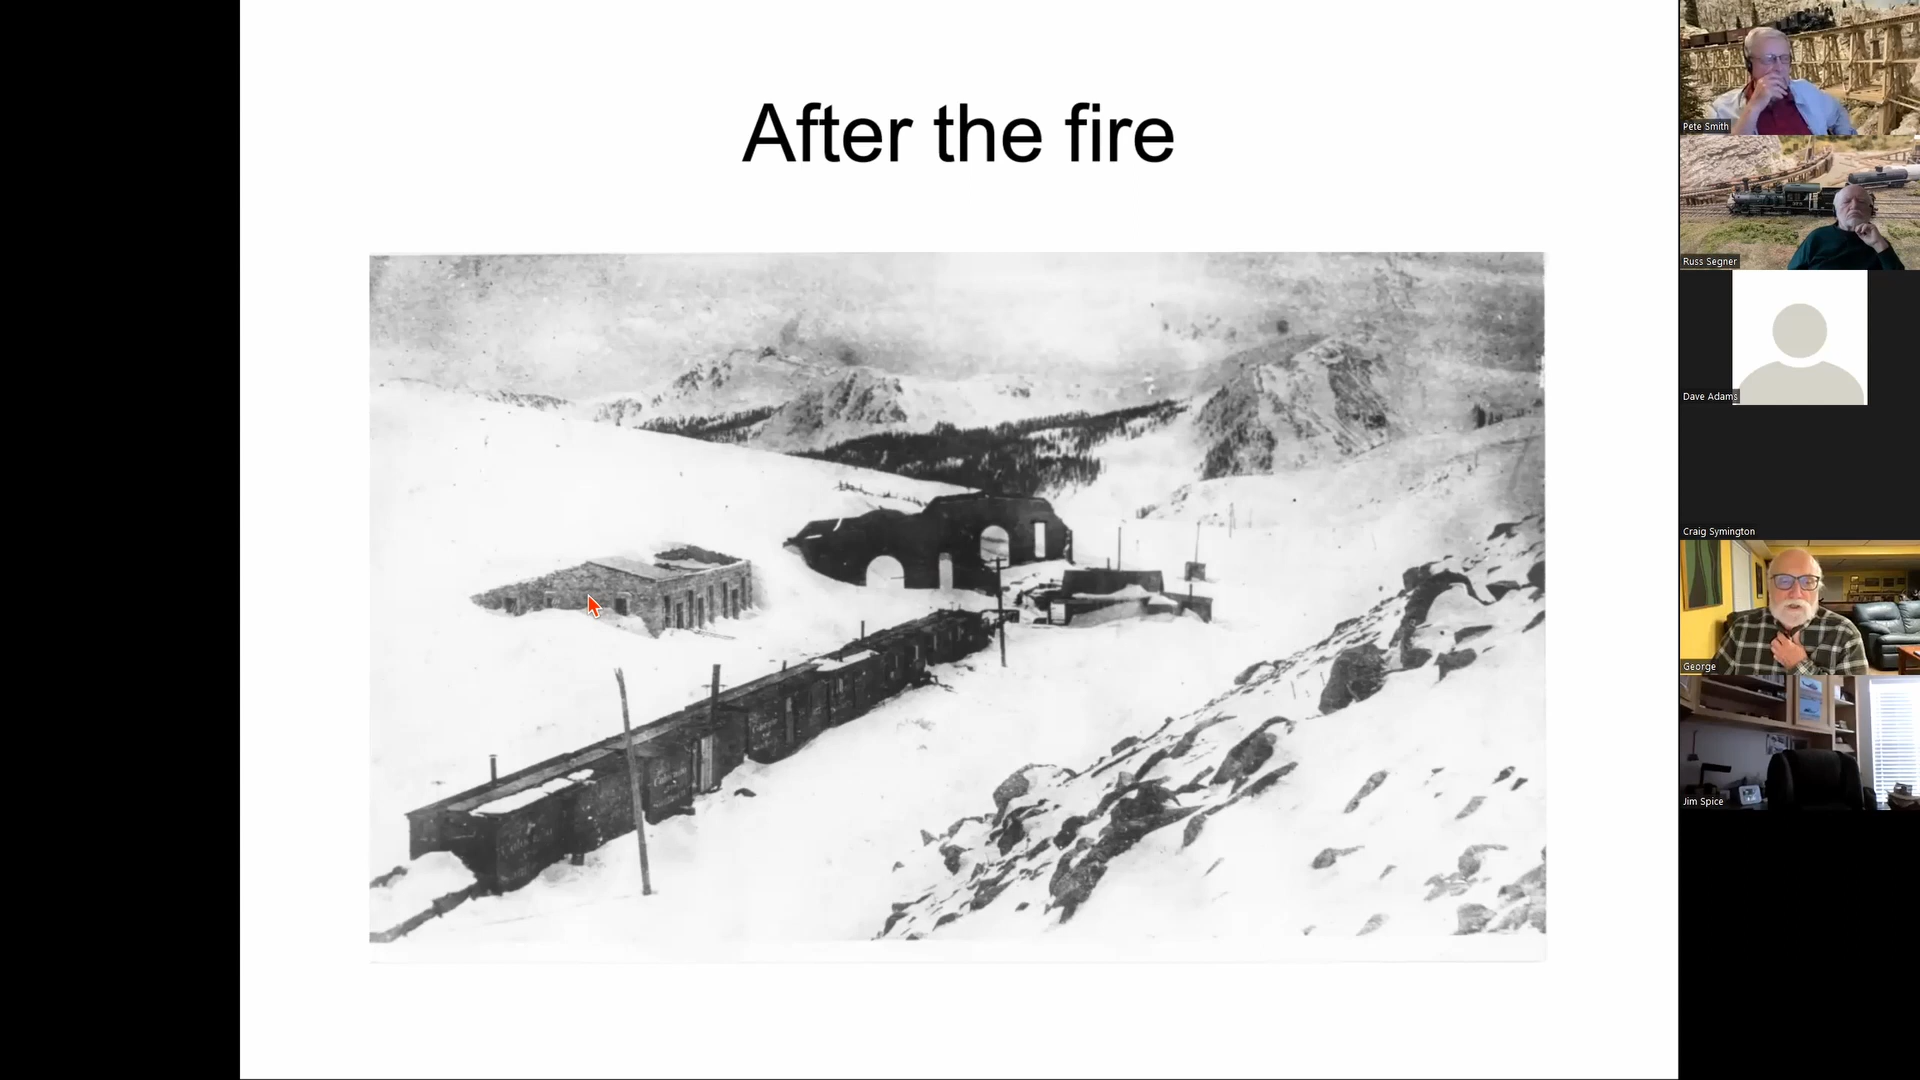 After the fire
Pete Smith
Russ Segner
Dave Adams
Craig Symington
George
Jim Spice